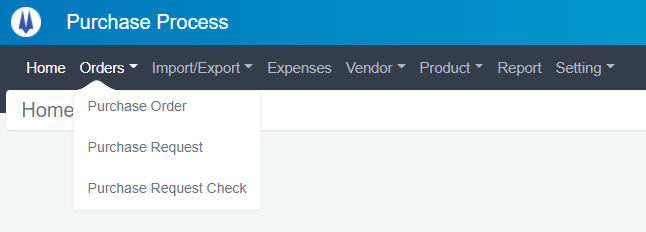 Purchase Process
Home Orders Import/Export Expenses Vendor Product Report Setting
Home
Purchase Order
Purchase Request
Purchase Request Check